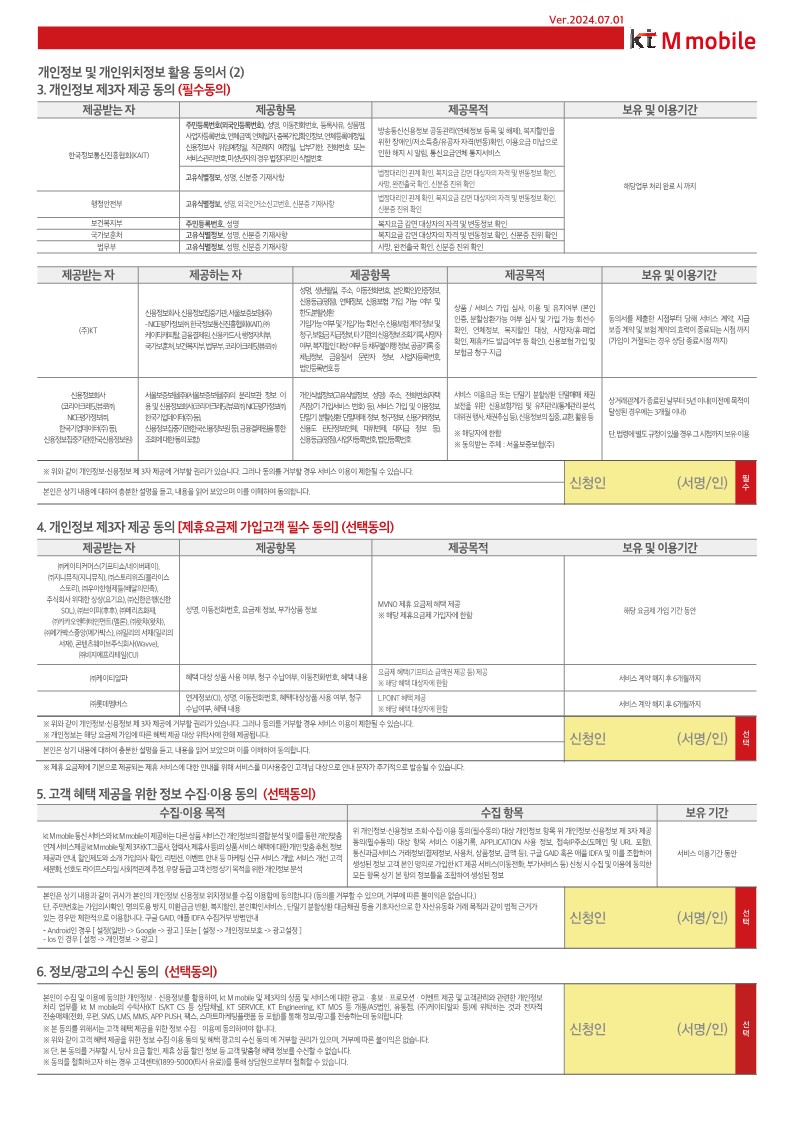 Ver.2024.07.01
kt M mobile
개인정보 및 개인위치정보 활용 동의서 (2)
3. 개인정보 제3자 제공 동의 (필수동의)
제공받는 자 제공항목 제공목적 보유 및 이용기간
한국정보통신진흥협회(KAIT)
주민등록번호(외국인등록번호), 성명, 이동전화번호, 등록사유, 상품명,
사업자등록번호, 연체금액, 연체일자, 중복가입확인정보, 연체등록예정일,
신용정보사 위임예정일, 직권해지 예정일, 납부기한, 전화번호 또는
서비스관리번호, 미성년자의 경우 법정대리인 식별번호
방송통신신용정보 공동관리(연체정보 등록 및 해제), 복지할인을
위한 장애인/저소득층/유공자 자격(변동)확인, 이용요금 미납으로
인한 해지 시 알림, 통신요금연체 통지서비스
해당업무 처리 완료 시 까지
고유식별정보, 성명, 신분증 기재사항
법정대리인 관계 확인, 복지요금 감면 대상자의 자격 및 변동정보 확인,
사망, 완전출국 확인, 신분증 진위 확인
행정안전부
고유식별정보, 성명, 외국인거소신고번호, 신분증 기재사항
법정대리인 관계 확인, 복지요금 감면 대상자의 자격 및 변동정보 확인,
신분증 진위 확인
보건복지부 주민등록번호, 성명 복지요금 감면 대상자의 자격 및 변동정보 확인
국가보훈처 고유식별정보, 성명, 신분증 기재사항 복지요금 감면 대상자의 자격 및 변동정보 확인, 신분증 진위 확인
법무부 고유식별정보, 성명, 신분증 기재사항 사망, 완전출국 확인, 신분증 진위 확인
제공받는 자 제공하는 자 제공항목 제공목적 보유 및 이용기간
(주)KT
신용정보회사, 신용정보집중기관, 서울보증보험(주)
-NICE평가정보㈜, 한국정보통신진흥협회(KAIT), ㈜
케이티캐피탈, 금융결제원, 신용카드사, 행정자치부,
국가보훈처, 보건복지부, 법무부, 코리아크레딧뷰로㈜
성명, 생년월일, 주소, 이동전화번호, 본인확인/인증정보,
신용등급(평점), 연체정보, 신용보험 가입 가능 여부 및
한도분할상환
가입가능 여부 및 가입가능 회선수, 신용보험 계약 정보 및
청구, 보험금 지급정보, 타 기관의 신용정보 조회기록, 사망자
여부, 복지할인 대상 여부 등 채무불이행 정보, 공공기록, 중
체납정보, 금융질서 문란자 정보, 사업자등록번호,
법인등록번호 등
상품 / 서비스 가입 심사, 이용 및 유지여부 (본인
인증, 분할상환가능 여부 심사 및 가입 가능 회선수
확인, 연체정보, 복지할인 대상, 사망자/휴·폐업
확인, 제휴카드 발급여부 등 확인), 신용보험 가입 및
보험금 청구·지급
동의서를 제출한 시점부터 당해 서비스 계약, 지급
보증 계약 및 보험 계약의 효력이 종료되는 시점 까지
(가입이 거절되는 경우 상담 종료시점 까지)
신용정보회사
(코리아크레딧뷰로㈜,
NICE평가정보㈜,
한국기업데이터㈜ 등),
신용정보집중기관(한국신용정보원)
서울보증보험㈜(서울보증보험㈜의 분리보관 정보 이
용 및 신용정보회사(코리아크레딧뷰로㈜ NICE평가정보㈜
한국기업데이터㈜등),
신용정보집중기관(한국신용정보원 등), 금융결제원을 통한
조회에 대한 동의 포함)
개인식별정보(고유식별정보, 성명) 주소, 전화번호(자택
/직장/기 가입서비스 번호) 등), 서비스 가입 및 이용정보,
단말기 분할상환·단말매매 정보, 청구정보, 신용거래정보,
신용도 판단정보(연체, 대위변제, 대지급 정보 등),
신용등급(평점), 사업자등록번호, 법인등록번호
서비스 이용요금 또는 단말기 분할상환·단말매매 채권
보전을 위한 신용보험가입 및 유지관리(통계관리·분석,
대위권 행사, 채권추심 등), 신용정보의 집중, 교환, 활용 등
※ 해당자에 한함
※ 동의받는 주체 : 서울보증보험(주)
상거래관계가 종료된 날부터 5년 이내(이전에 목적이
달성된 경우에는 3개월 이내)
단, 법령에 별도 규정이 있을 경우 그 시점까지 보유·이용
※ 위와 같이 개인정보·신용정보 제 3자 제공에 거부할 권리가 있습니다. 그러나 동의를 거부할 경우 서비스 이용이 제한될 수 있습니다.
본인은 상기 내용에 대하여 충분한 설명을 듣고, 내용을 읽어 보았으며 이를 이해하여 동의합니다.
신청인 (서명/인) 필수
4. 개인정보 제3자 제공 동의 [제휴요금제 가입고객 필수 동의] (선택동의)
제공받는 자 제공항목 제공목적 보유 및 이용기간
㈜케이티커머스(기프티쇼/네이버페이),
㈜지니뮤직(지니뮤직), ㈜스토리위즈(블라이스
스토리), ㈜우아한형제들(배달의민족),
주식회사 위대한 상상(요기요), ㈜신한은행(신한
SOL), ㈜브이피(후후), ㈜메리츠화재,
㈜카카오엔터테인먼트(멜론), ㈜왓챠(왓챠),
㈜메가박스중앙(메가박스), ㈜밀리의 서재(밀리의
서재), 콘텐츠웨이브주식회사(Wavve),
㈜비지에프리테일(CU)
성명, 이동전화번호, 요금제 정보, 부가상품 정보
MVNO 제휴 요금제 혜택 제공
※ 해당 제휴요금제 가입자에 한함
해당 요금제 가입 기간 동안
㈜케이티알파
혜택 대상 상품 사용 여부, 청구 수납여부, 이동전화번호, 혜택 내용
요금제 혜택(기프티쇼 금액권 제공 등) 제공
※ 해당 혜택 대상자에 한함
서비스 계약 해지 후 6개월까지
㈜롯데멤버스
연계정보(CI), 성명, 이동전화번호, 혜택대상상품 사용 여부, 청구
수납여부, 혜택 내용
L.POINT 혜택 제공
※ 해당 혜택 대상자에 한함
서비스 계약 해지 후 6개월까지
※ 위와 같이 개인정보·신용정보 제 3자 제공에 거부할 권리가 있습니다. 그러나 동의를 거부할 경우 서비스 이용이 제한될 수 있습니다.
※ 개인정보는 해당 요금제 가입에 따른 혜택 제공 대상 위탁사에 한해 제공됩니다.
본인은 상기 내용에 대하여 충분한 설명을 듣고, 내용을 읽어 보았으며 이를 이해하여 동의합니다.
신청인 (서명/인) 선택
※ 제휴 요금제에 기본으로 제공되는 제휴 서비스에 대한 안내를 위해 서비스를 미사용중인 고객님 대상으로 안내 문자가 주기적으로 발송될 수 있습니다.
5. 고객 혜택 제공을 위한 정보 수집·이용 동의 (선택동의)
수집·이용 목적 수집 항목 보유 기간
kt M mobile 통신 서비스와 kt M mobile이 제공하는 다른 상품 서비스간 개인정보의 결합 분석 및 이를 통한 개인맞춤
연계 서비스제공 kt M mobile 및 제 3자(KT그룹사, 협력사, 제휴사 등)의 상품 서비스 혜택에 대한 개인 맞춤 추천, 정보
제공과 안내, 할인제도와 소개 가입의사 확인, 리텐션, 이벤트 안내 등 마케팅 신규 서비스 개발, 서비스 개선 고객
세분화, 선호도 라이프스타일 사회적관계 추정, 우량 등급 고객 선정 상기 목적을 위한 개인정보 분석
위 개인정보·신용정보 조회·수집·이용 동의(필수동의) 대상 개인정보 항목 위 개인정보·신용정보 제 3자 제공
동의(필수동의) 대상 항목 서비스 이용기록, APPLICATION 사용 정보, 접속IP주소(도메인 및 URL 포함),
통신과금서비스 거래정보(결제정보, 사용처, 상품정보, 금액 등), 구글 GAID 혹은 애플 IDFA 및 이를 조합하여
생성된 정보 고객 본인 명의로 가입한 KT 제공 서비스(이동전화, 부가서비스 등) 신청 시 수집 및 이용에 동의한
모든 항목 상기 본 항의 정보들을 조합하여 생성된 정보
서비스 이용기간 동안
본인은 상기 내용과 같이 귀사가 본인의 개인정보 신용정보 위치정보를 수집 이용함에 동의합니다 (동의를 거부할 수 있으며, 거부에 따른 불이익은 없습니다.)
단, 주민번호는 가입의사확인, 명의도용 방지, 미환급금 반환, 복지할인, 본인확인서비스 , 단말기 분할상환 대금채권 등을 기초자산으로 한 자산유동화 거래 목적과 같이 법적 근거가
있는 경우만 제한적으로 이용합니다. 구글 GAID, 애플 IDFA 수집거부 방법안내
- Android인 경우 [ 설정(일반) -> Google -> 광고 ] 또는 [ 설정 -> 개인정보보호 -> 광고설정 ]
- Ios 인 경우 [ 설정 -> 개인정보 -> 광고 ]
신청인 (서명/인) 선택
6. 정보/광고의 수신 동의 (선택동의)
본인이 수집 및 이용에 동의한 개인정보 · 신용정보를 활용하여, kt M mobile 및 제3자의 상품 및 서비스에 대한 광고 · 홍보 · 프로모션 · 이벤트 제공 및 고객관리와 관련한 개인정보
처리 업무를 kt M mobile의 수탁사(KT IS/KT CS 등 상담채널, KT SERVICE, KT Engineering, KT MOS 등 개통/AS법인, 유통점, (주)케이티알파 등)에 위탁하는 것과 전자적
전송매체(전화, 우편, SMS, LMS, MMS, APP PUSH, 팩스, 스마트마케팅플랫폼 등 포함)를 통해 정보/광고를 전송하는데 동의합니다.
※ 본 동의를 위해서는 고객 혜택 제공을 위한 정보 수집 · 이용에 동의하여야 합니다.
※ 위와 같이 고객 혜택 제공을 위한 정보 수집·이용 동의 및 혜택 광고의 수신 동의 에 거부할 권리가 있으며, 거부에 따른 불이익은 없습니다.
※ 단, 본 동의를 거부할 시, 당사 요금 할인, 제휴 상품 할인 정보 등 고객 맞춤형 혜택 정보를 수신할 수 없습니다.
※ 동의를 철회하고자 하는 경우 고객센터(1899-5000(타사 유료))를 통해 상담원으로부터 철회할 수 있습니다.
신청인 (서명/인) 선택